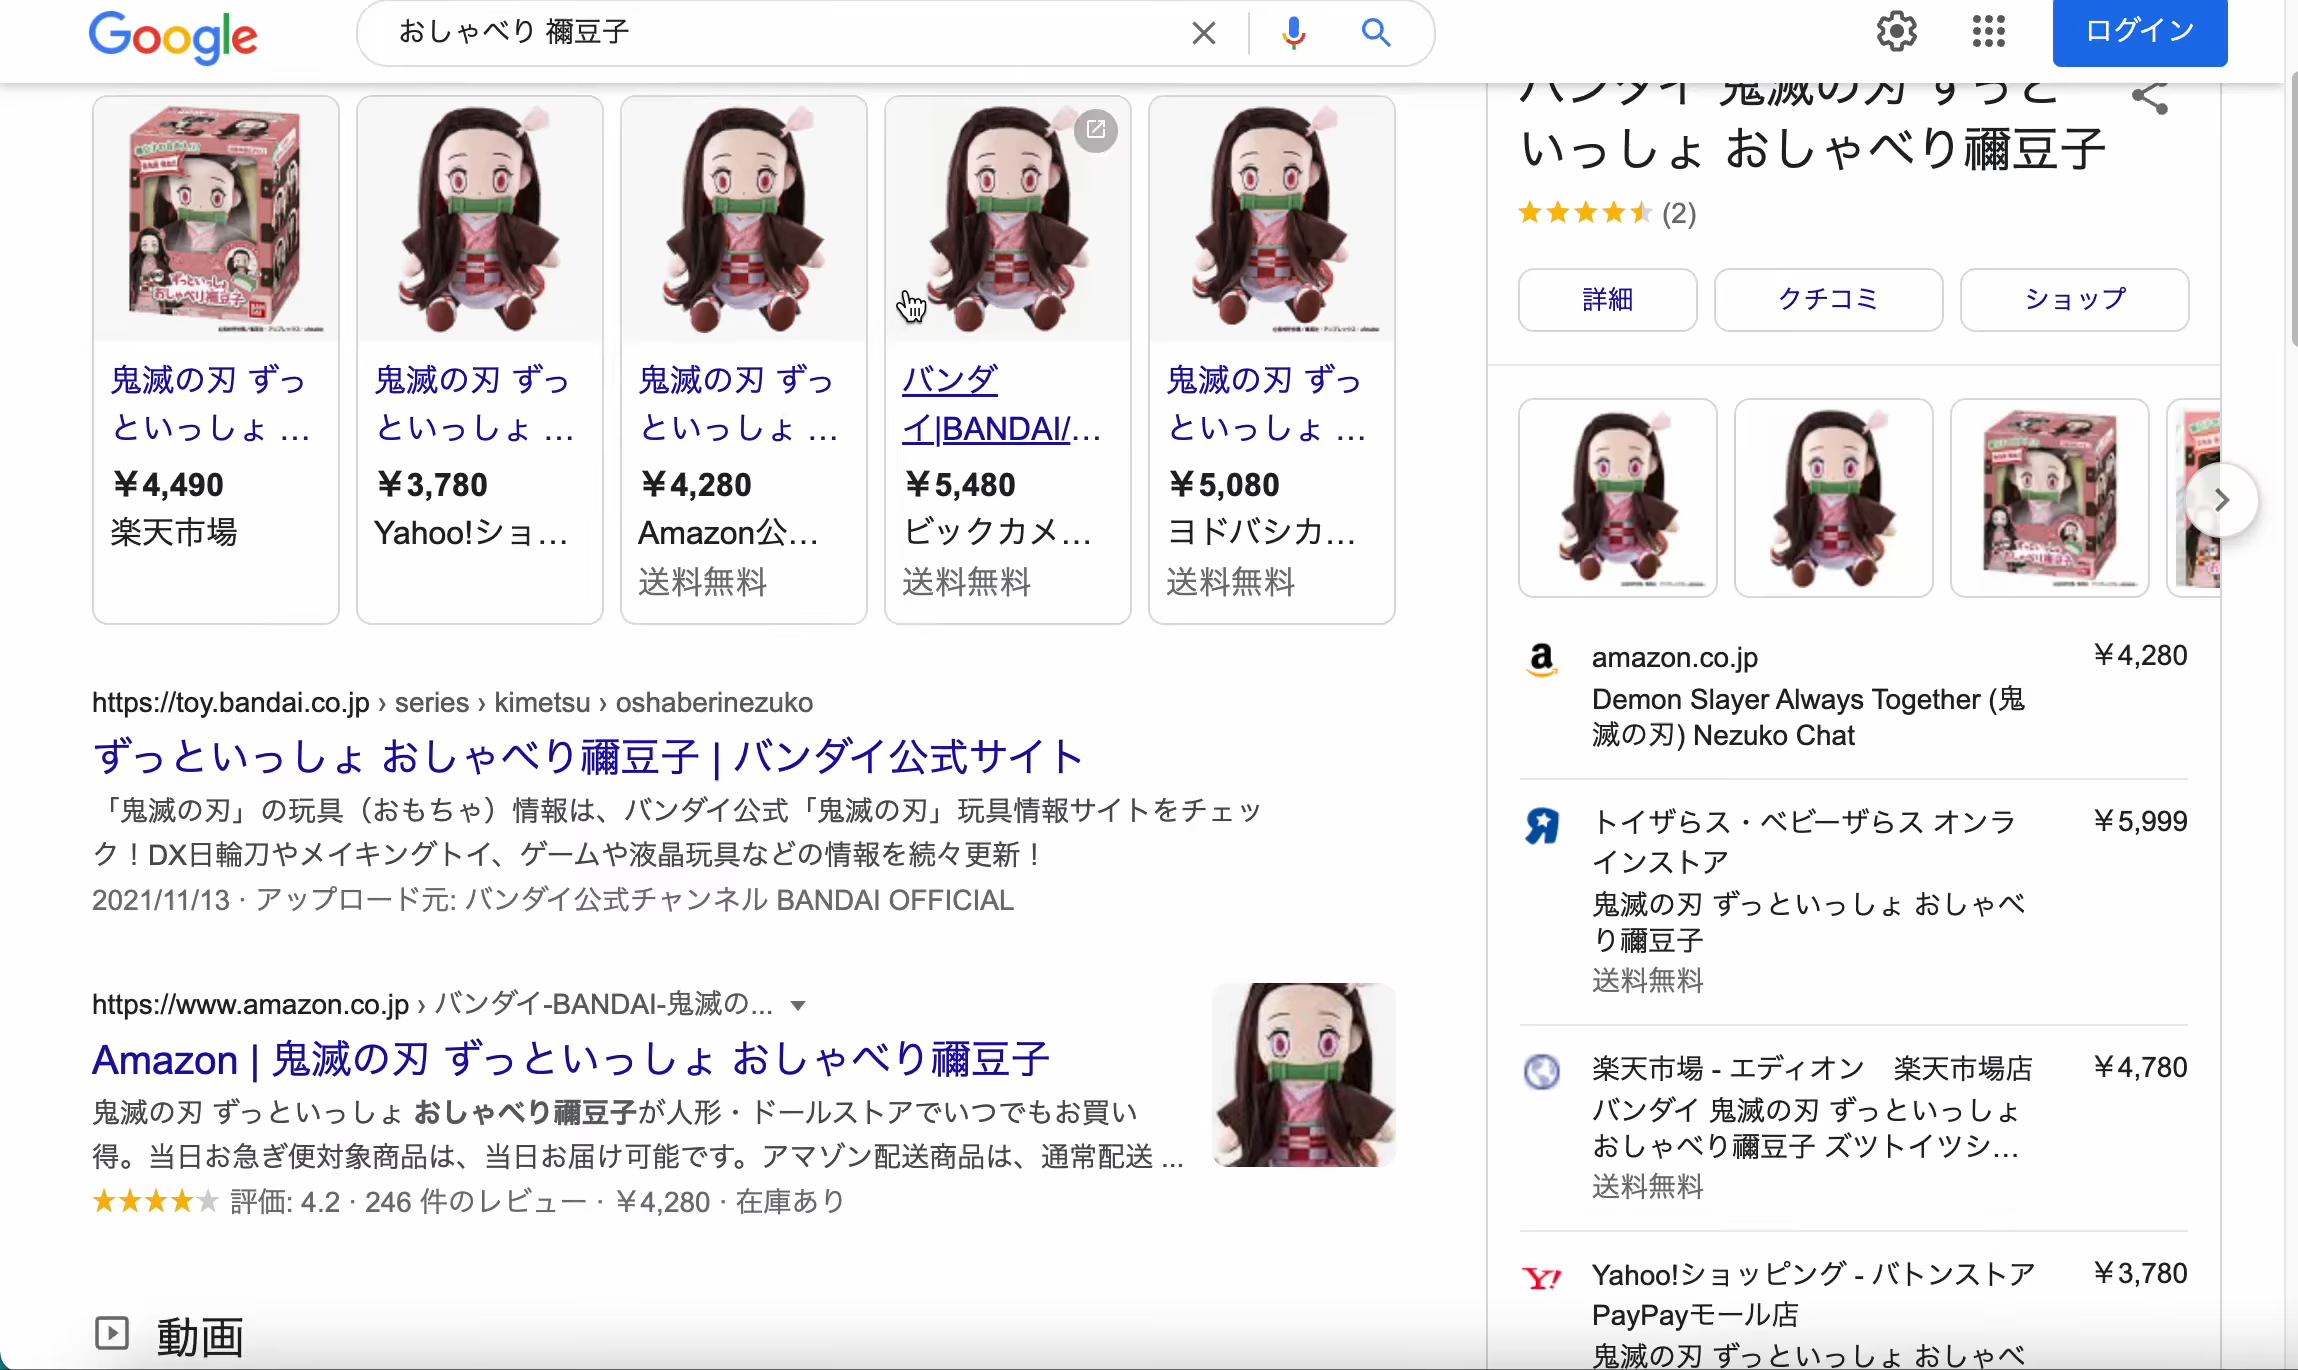 Google
おしゃべり 禰豆子
ログイン
鬼滅の刃 ずっ
といっしょ ...
￥4,490
楽天市場
鬼滅の刃 ずっ
といっしょ ...
￥3,780
Yahoo!ショ...
鬼滅の刃 ずっ
といっしょ ...
￥4,280
Amazon公...
送料無料
バンダ
イ|BANDAI/...
￥5,480
ビックカメ...
送料無料
鬼滅の刃 ずっ
といっしょ ...
￥5,080
ヨドバシカ...
送料無料
https://toy.bandai.co.jp › series › kimetsu › oshaberinezuko
ずっといっしょ おしゃべり禰豆子 | バンダイ公式サイト
「鬼滅の刃」の玩具（おもちゃ）情報は、バンダイ公式「鬼滅の刃」玩具情報サイトをチェッ
ク！DX日輪刀やメイキングトイ、ゲームや液晶玩具などの情報を続々更新！
2021/11/13 · アップロード元: バンダイ公式チャンネル BANDAI OFFICIAL
https://www.amazon.co.jp › バンダイ-BANDAI-鬼滅の...
Amazon | 鬼滅の刃 ずっといっしょ おしゃべり禰豆子
鬼滅の刃 ずっといっしょ おしゃべり禰豆子が人形・ドールストアでいつでもお買い
得。当日お急ぎ便対象商品は、当日お届け可能です。アマゾン配送商品は、通常配送 ...
評価: 4.2 · 246 件のレビュー · ￥4,280 · 在庫あり
動画
バンダイ 鬼滅の刃 ずっと
いっしょ おしゃべり禰豆子
(2)
詳細
クチコミ
ショップ
amazon.co.jp
￥4,280
Demon Slayer Always Together (鬼
滅の刃) Nezuko Chat
トイザらス・ベビーザらス オンラ
インストア
￥5,999
鬼滅の刃 ずっといっしょ おしゃべ
り禰豆子
送料無料
楽天市場 - エディオン　楽天市場店
￥4,780
バンダイ 鬼滅の刃 ずっといっしょ
おしゃべり禰豆子 ズツトイツシ...
送料無料
Yahoo!ショッピング - バトンストア
PayPayモール店
￥3,780
鬼滅の刃 ずっといっしょ おしゃべ